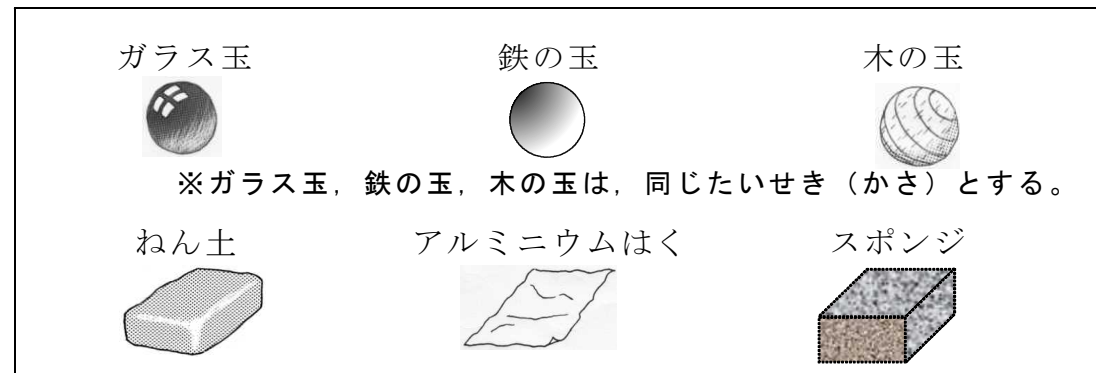 ガラス玉 鉄の玉 木の玉
※ガラス玉，鉄の玉，木の玉は，同じたいせき（かさ）とする。
ねん土 アルミニウムはく スポンジ